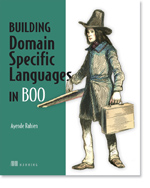 BUILDING
Domain
Specific
Languages
IN BOO
Ayende Rahien
MANNING